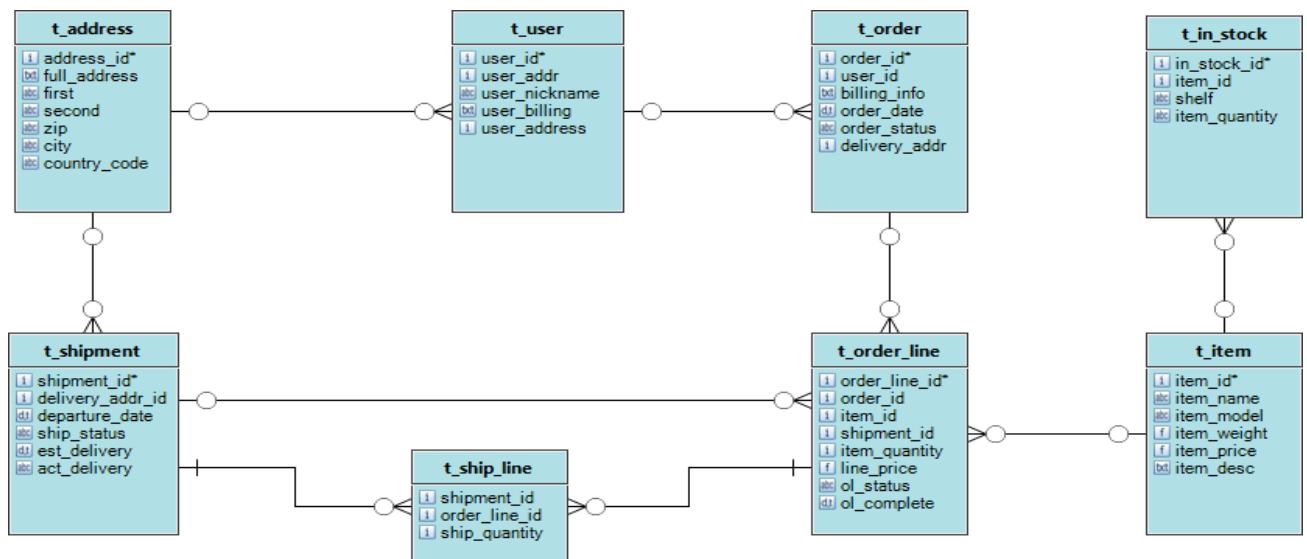 t_address
address_id*
full_address
first
second
zip
city
country_code
t_user
user_id*
user_addr
user_nickname
user_billing
user_address
t_order
order_id*
user_id
billing_info
order_date
order_status
delivery_addr
t_in_stock
in_stock_id*
item_id
shelf
item_quantity
t_shipment
shipment_id*
delivery_addr_id
departure_date
ship_status
est_delivery
act_delivery
t_ship_line
shipment_id
order_line_id
ship_quantity
t_order_line
order_line_id*
order_id
item_id
shipment_id
item_quantity
line_price
ol_status
ol_complete
t_item
item_id*
item_name
item_model
item_weight
item_price
item_desc